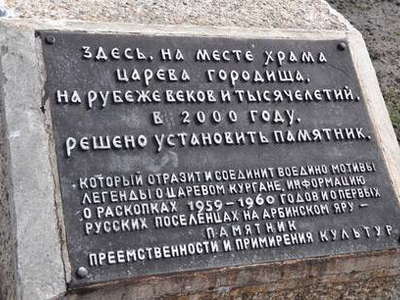 ЗДЕСЬ, НА МЕСТЕ ХРАМА
ЦАРЕВА ГОРОДИЩА,
НА РУБЕЖЕ ВЕКОВ И ТЫСЯЧЕЛЕТИЙ,
В 2000 ГОДУ,
РЕШЕНО УСТАНОВИТЬ ПАМЯТНИК,
КОТОРЫЙ ОТРАЗИТ И СОЕДИНИТ ВОЕДИНО МОТИВЫ
ЛЕГЕНДЫ О ЦАРЕВОМ КУРГАНЕ, ИНФОРМАЦИЮ
О РАСКОПКАХ 1959-1960 ГОДОВ И О ПЕРВЫХ
РУССКИХ ПОСЕЛЕНЦАХ НА АРБИНСКОМ ЯРУ —
ПАМЯТНИК
ПРЕЕМСТВЕННОСТИ И ПРИМИРЕНИЯ КУЛЬТУР